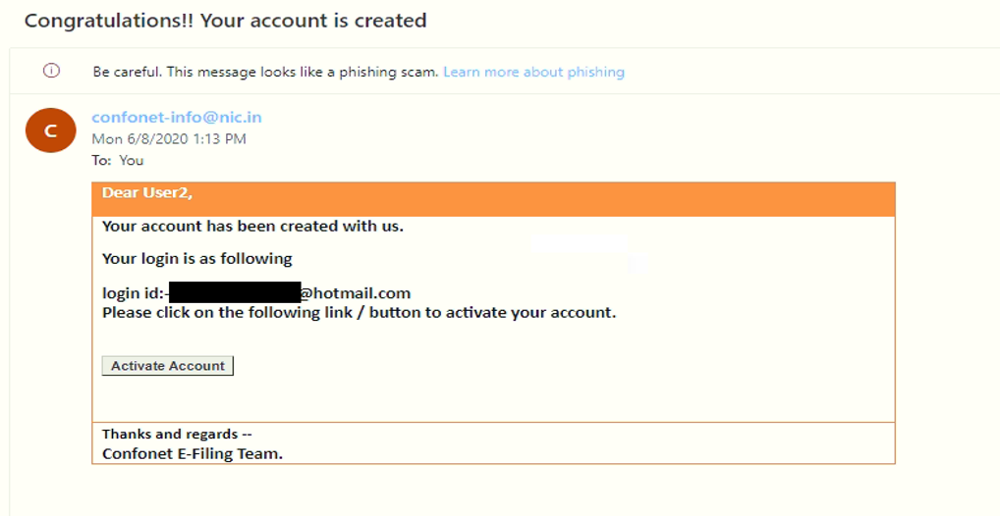 Congratulations!! Your account is created
Be careful. This message looks like a phishing scam. Learn more about phishing
C
confonet-info@nic.in
Mon 6/8/2020 1:13 PM
To: You
Dear User2,
Your account has been created with us.
Your login is as following
login id:- @hotmail.com
Please click on the following link / button to activate your account.
Activate Account
Thanks and regards --
Confonet E-Filing Team.